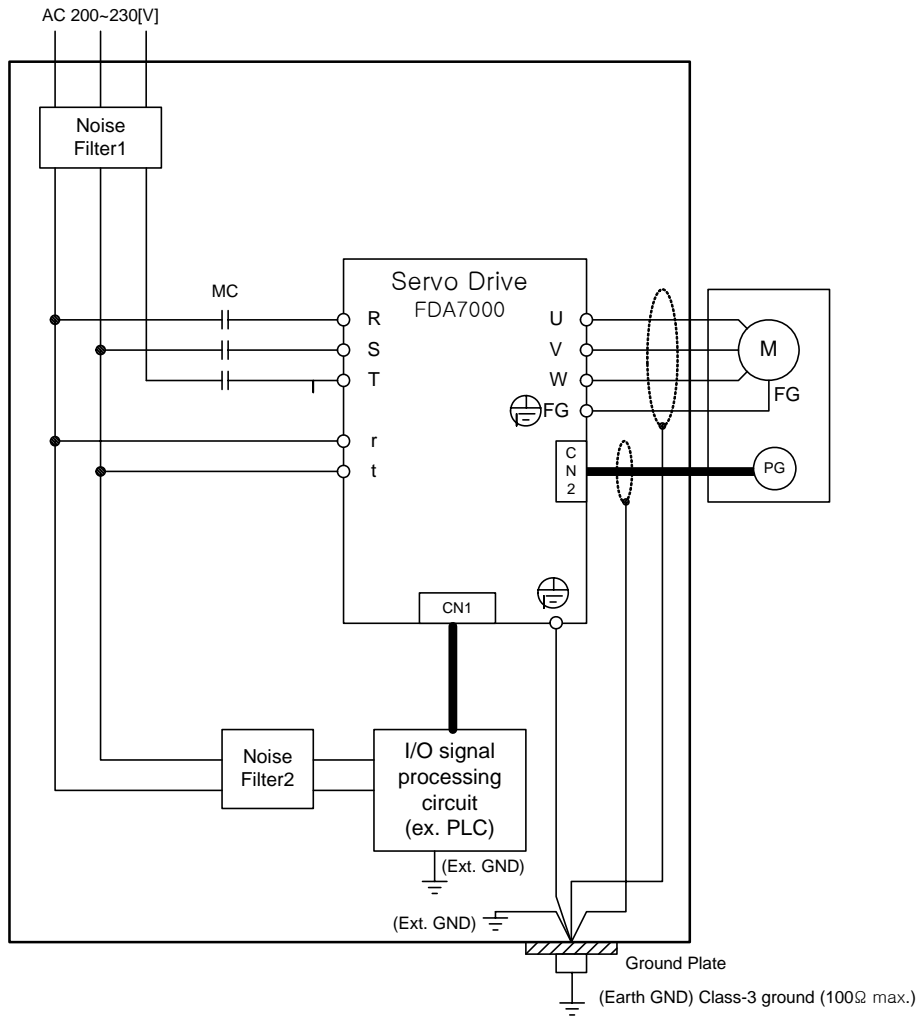 AC 200~230[V]
Noise
Filter1
MC
Servo Drive
FDA7000
R
S
T
r
t
U
V
W
FG
C
N
2
M
FG
PG
CN1
Noise
Filter2
I/O signal
processing
circuit
(ex. PLC)
(Ext. GND)
(Ext. GND)
Ground Plate
(Earth GND) Class-3 ground (100Ω max.)